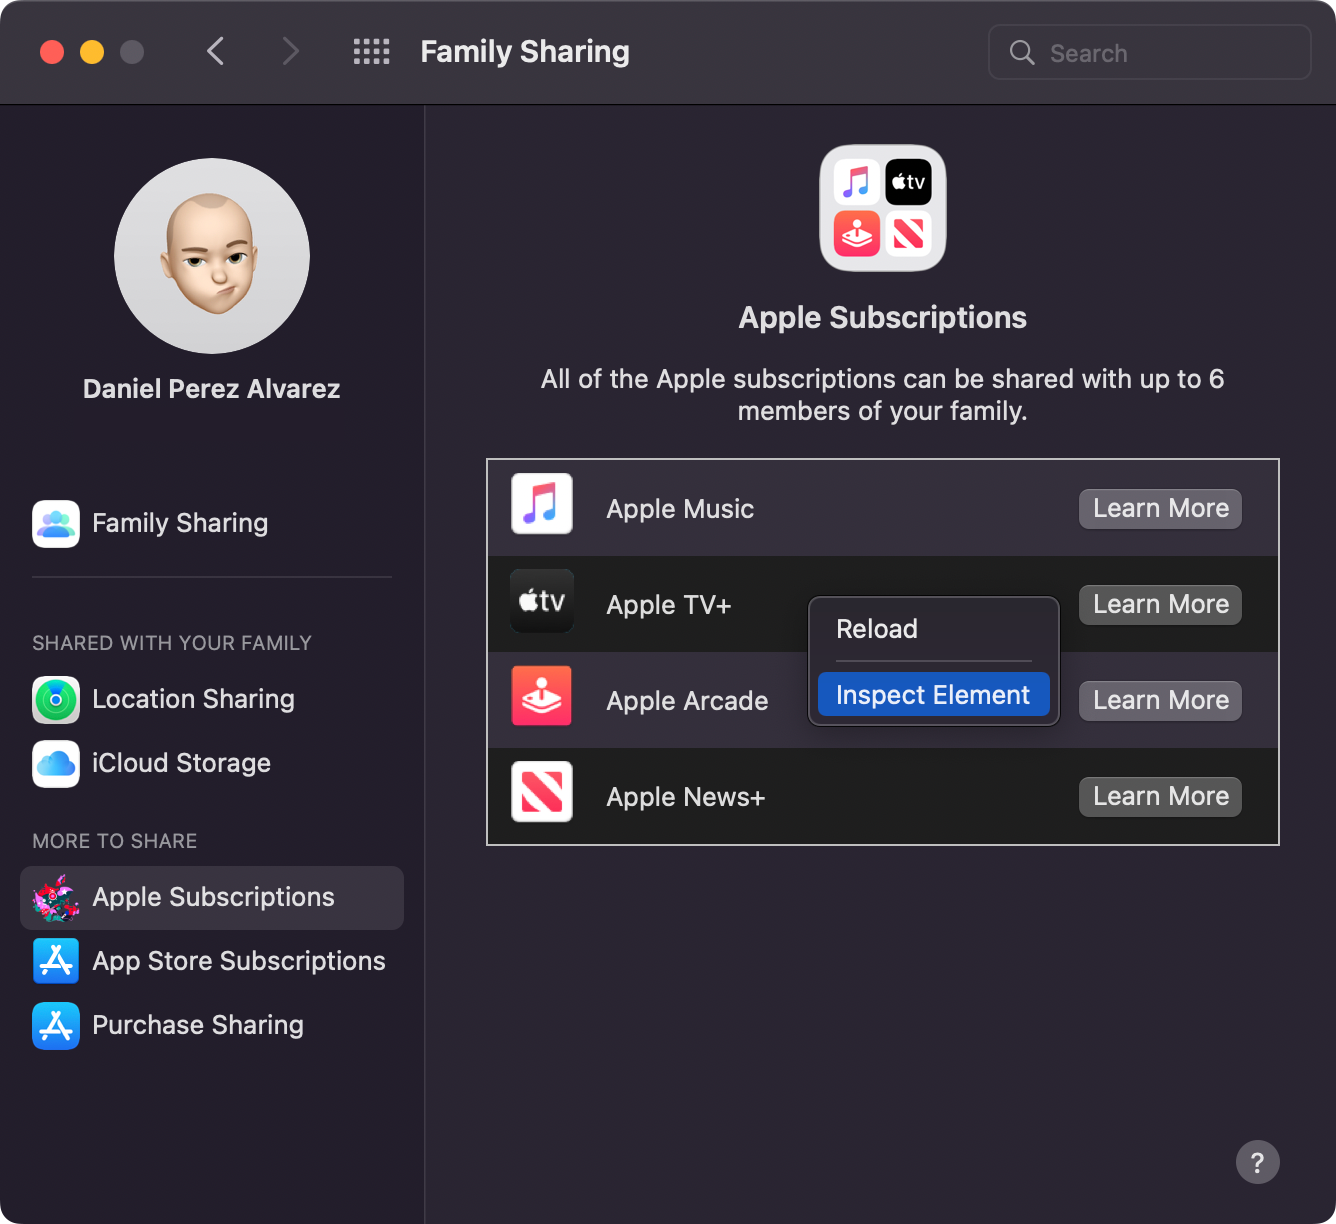 Family Sharing
Search
Daniel Perez Alvarez
Family Sharing
SHARED WITH YOUR FAMILY
Location Sharing
iCloud Storage
MORE TO SHARE
Apple Subscriptions
App Store Subscriptions
Purchase Sharing
tv
Apple Subscriptions
All of the Apple subscriptions can be shared with up to 6
members of your family.
Apple Music
Learn More
tv
Apple TV+
Learn More
Reload
Inspect Element
Apple Arcade
Learn More
Apple News+
Learn More
?